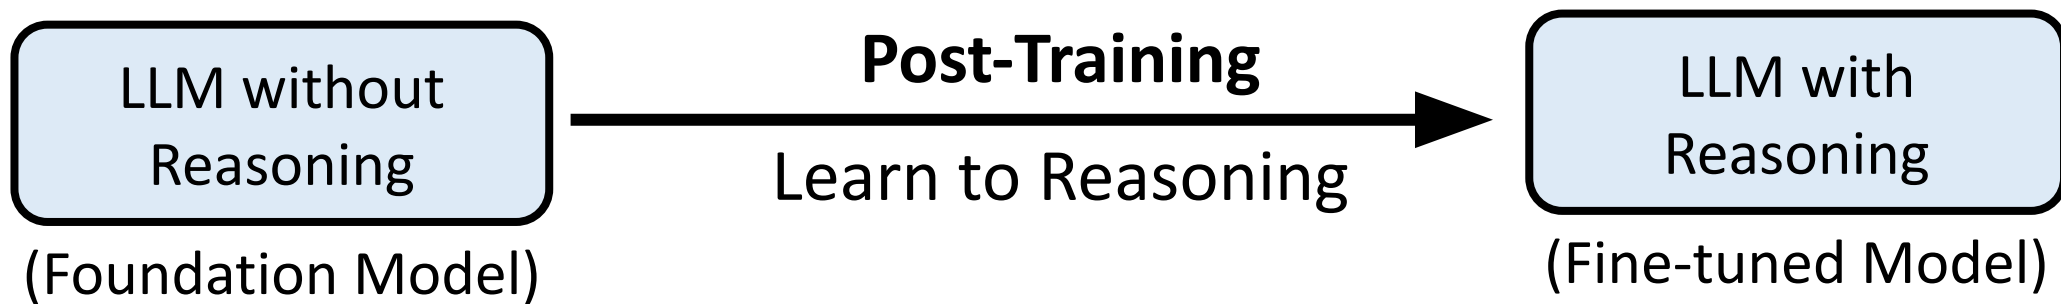 LLM without
Reasoning
(Foundation Model)
Post-Training
Learn to Reasoning
LLM with
Reasoning
(Fine-tuned Model)